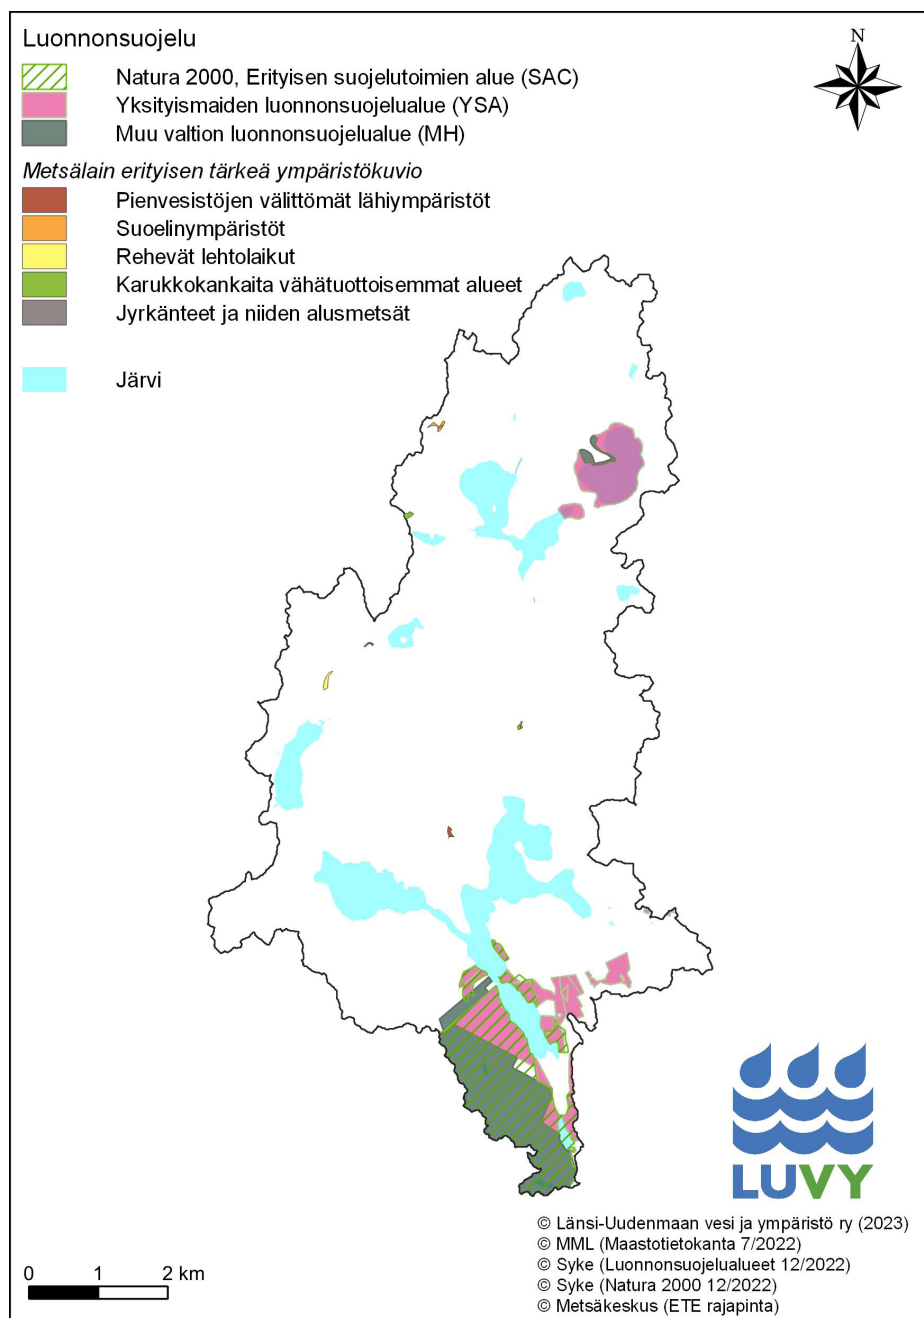 Luonnonsuojelu
Natura 2000, Erityisen suojelutoimien alue (SAC)
Yksityismaiden luonnonsuojelualue (YSA)
Muu valtion luonnonsuojelualue (MH)
Metsälain erityisen tärkeä ympäristökuvio
Pienvesistöjen välittömät lähiympäristöt
Suoelinympäristöt
Rehevät lehtolaikut
Karukkokankaita vähätuottoisemmat alueet
Jyrkänteet ja niiden alusmetsät
Järvi
N
LUVY
© Länsi-Uudenmaan vesi ja ympäristö ry (2023)
© MML (Maastotietokanta 7/2022)
© Syke (Luonnonsuojelualueet 12/2022)
© Syke (Natura 2000 12/2022)
© Metsäkeskus (ETE rajapinta)
0 1 2 km